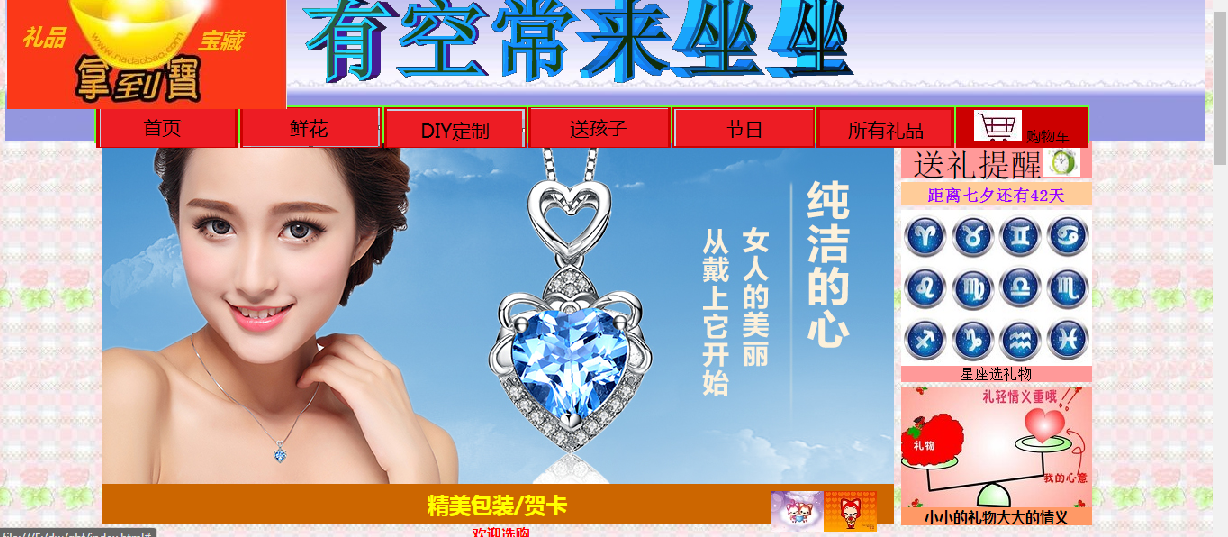 礼品
宝藏
www.nadaobao.com
拿到寶
有空常来坐坐
首页
鲜花
DIY定制
送孩子
节日
所有礼品
购物车
送礼提醒
距离七夕还有42天
纯洁的心
女人的美丽
从戴上它开始
星座选礼物
礼轻情义重哦
礼物
我的心意
小小的礼物大大的情义
精美包装/贺卡
欢迎选购